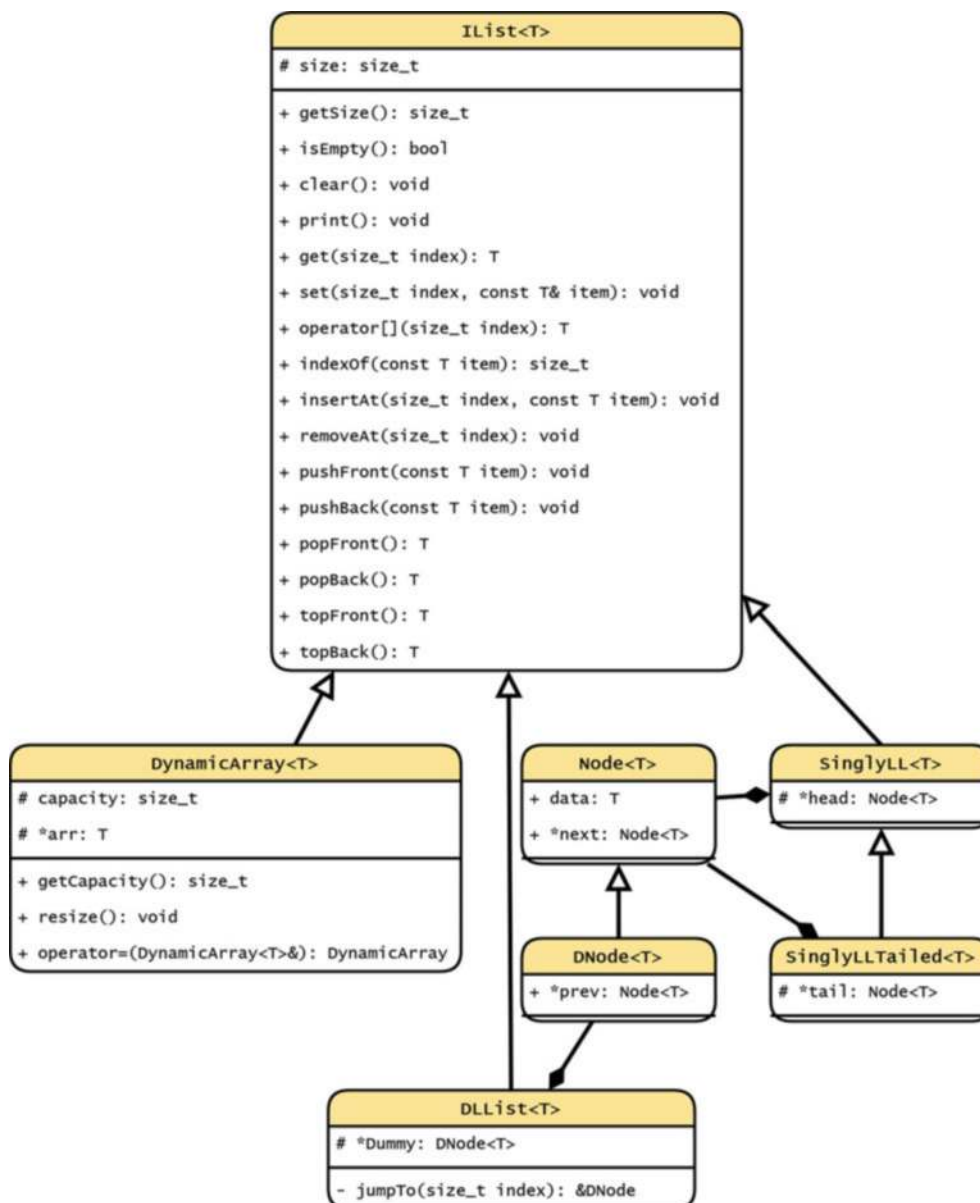 IList<T>
# size: size_t
+ getSize(): size_t
+ isEmpty(): bool
+ clear(): void
+ print(): void
+ get(size_t index): T
+ set(size_t index, const T& item): void
+ operator[](size_t index): T
+ indexOf(const T item): size_t
+ insertAt(size_t index, const T item): void
+ removeAt(size_t index): void
+ pushFront(const T item): void
+ pushBack(const T item): void
+ popFront(): T
+ popBack(): T
+ topFront(): T
+ topBack(): T
DynamicArray<T>
# capacity: size_t
# *arr: T
+ getCapacity(): size_t
+ resize(): void
+ operator=(DynamicArray<T>&): DynamicArray
Node<T>
+ data: T
+ *next: Node<T>
SinglyLL<T>
# *head: Node<T>
DNode<T>
+ *prev: Node<T>
SinglyLLTailed<T>
# *tail: Node<T>
DLList<T>
# *Dummy: DNode<T>
- jumpTo(size_t index): &DNode